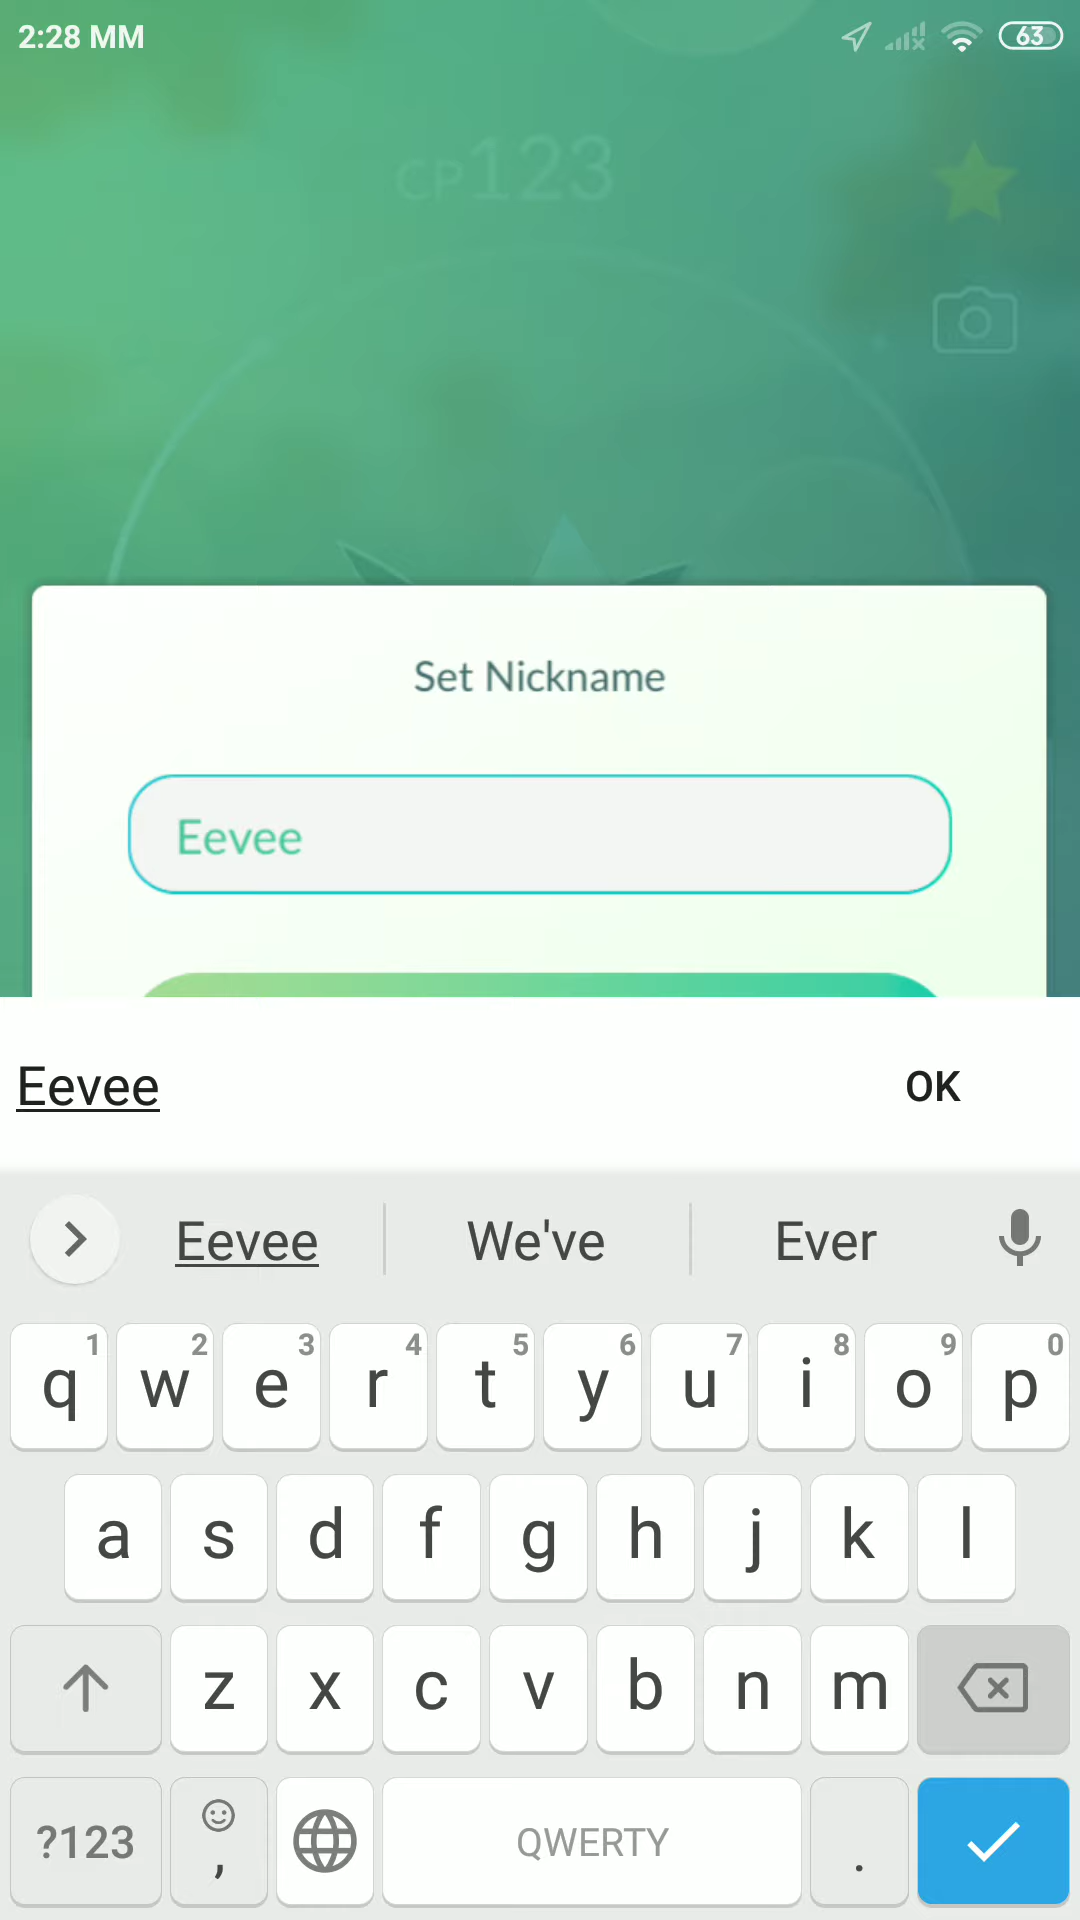 2:28 MM
63
CP123
Set Nickname
Eevee
Eevee OK
Eevee We've Ever
1 2 3 4 5 6 7 8 9 0
q w e r t y u i o p
a s d f g h j k l
z x c v b n m
?123 , QWERTY .